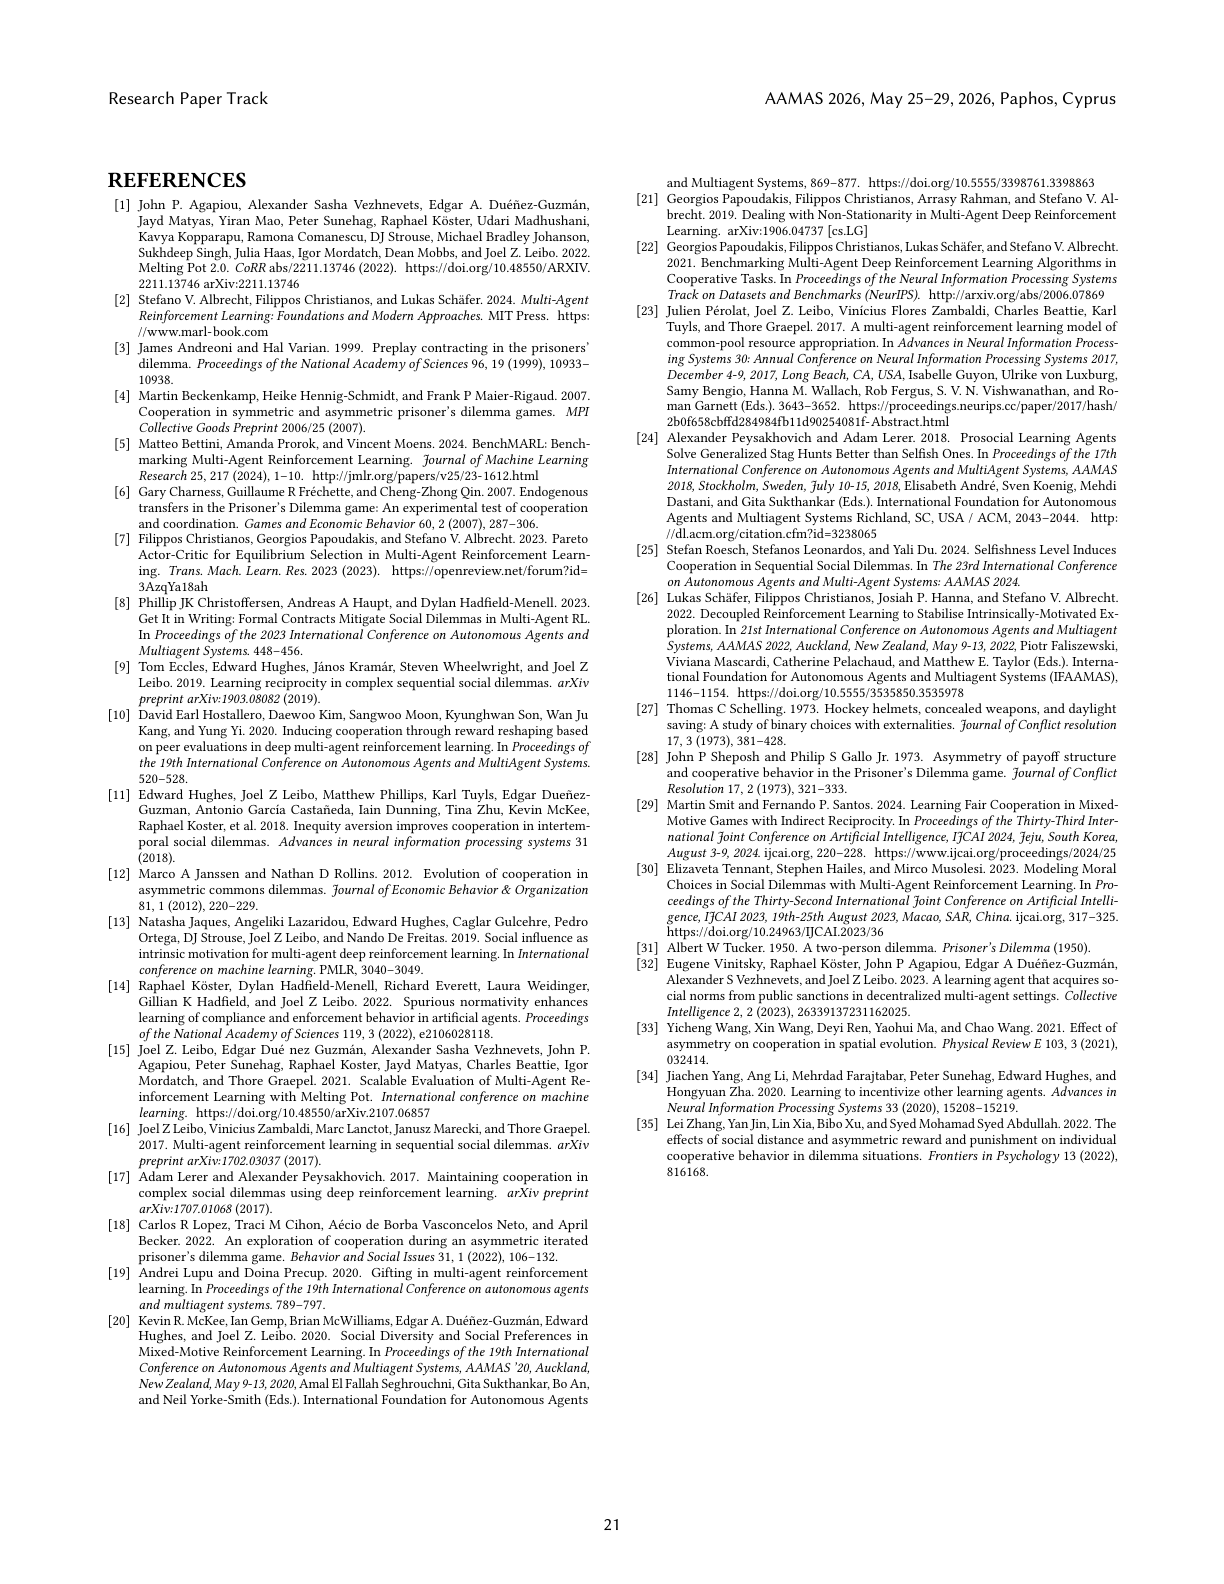 Research Paper Track
AAMAS 2026, May 25–29, 2026, Paphos, Cyprus
REFERENCES
[1] John P. Agapiou, Alexander Sasha Vezhnevets, Edgar A. Duéñez-Guzmán,
Jayd Matyas, Yiran Mao, Peter Sunehag, Raphael Köster, Udari Madhushani,
Kavya Kopparapu, Ramona Comanescu, DJ Strouse, Michael Bradley Johanson,
Sukhdeep Singh, Julia Haas, Igor Mordatch, Dean Mobbs, and Joel Z. Leibo. 2022.
Melting Pot 2.0. CoRR abs/2211.13746 (2022). https://doi.org/10.48550/ARXIV.
2211.13746 arXiv:2211.13746
[2] Stefano V. Albrecht, Filippos Christianos, and Lukas Schäfer. 2024. Multi-Agent
Reinforcement Learning: Foundations and Modern Approaches. MIT Press. https:
//www.marl-book.com
[3] James Andreoni and Hal Varian. 1999. Preplay contracting in the prisoners'
dilemma. Proceedings of the National Academy of Sciences 96, 19 (1999), 10933–
10938.
[4] Martin Beckenkamp, Heike Hennig-Schmidt, and Frank P Maier-Rigaud. 2007.
Cooperation in symmetric and asymmetric prisoner's dilemma games. MPI
Collective Goods Preprint 2006/25 (2007).
[5] Matteo Bettini, Amanda Prorok, and Vincent Moens. 2024. BenchMARL: Bench-
marking Multi-Agent Reinforcement Learning. Journal of Machine Learning
Research 25, 217 (2024), 1–10. http://jmlr.org/papers/v25/23-1612.html
[6] Gary Charness, Guillaume R Fréchette, and Cheng-Zhong Qin. 2007. Endogenous
transfers in the Prisoner's Dilemma game: An experimental test of cooperation
and coordination. Games and Economic Behavior 60, 2 (2007), 287–306.
[7] Filippos Christianos, Georgios Papoudakis, and Stefano V. Albrecht. 2023. Pareto
Actor-Critic for Equilibrium Selection in Multi-Agent Reinforcement Learn-
ing. Trans. Mach. Learn. Res. 2023 (2023). https://openreview.net/forum?id=
3AzqYa18ah
[8] Phillip JK Christoffersen, Andreas A Haupt, and Dylan Hadfield-Menell. 2023.
Get It in Writing: Formal Contracts Mitigate Social Dilemmas in Multi-Agent RL.
In Proceedings of the 2023 International Conference on Autonomous Agents and
Multiagent Systems. 448–456.
[9] Tom Eccles, Edward Hughes, János Kramár, Steven Wheelwright, and Joel Z
Leibo. 2019. Learning reciprocity in complex sequential social dilemmas. arXiv
preprint arXiv:1903.08082 (2019).
[10] David Earl Hostallero, Daewoo Kim, Sangwoo Moon, Kyunghwan Son, Wan Ju
Kang, and Yung Yi. 2020. Inducing cooperation through reward reshaping based
on peer evaluations in deep multi-agent reinforcement learning. In Proceedings of
the 19th International Conference on Autonomous Agents and MultiAgent Systems.
520–528.
[11] Edward Hughes, Joel Z Leibo, Matthew Phillips, Karl Tuyls, Edgar Dueñez-
Guzman, Antonio García Castañeda, Iain Dunning, Tina Zhu, Kevin McKee,
Raphael Koster, et al. 2018. Inequity aversion improves cooperation in intertem-
poral social dilemmas. Advances in neural information processing systems 31
(2018).
[12] Marco A Janssen and Nathan D Rollins. 2012. Evolution of cooperation in
asymmetric commons dilemmas. Journal of Economic Behavior & Organization
81, 1 (2012), 220–229.
[13] Natasha Jaques, Angeliki Lazaridou, Edward Hughes, Caglar Gulcehre, Pedro
Ortega, DJ Strouse, Joel Z Leibo, and Nando De Freitas. 2019. Social influence as
intrinsic motivation for multi-agent deep reinforcement learning. In International
conference on machine learning. PMLR, 3040–3049.
[14] Raphael Köster, Dylan Hadfield-Menell, Richard Everett, Laura Weidinger,
Gillian K Hadfield, and Joel Z Leibo. 2022. Spurious normativity enhances
learning of compliance and enforcement behavior in artificial agents. Proceedings
of the National Academy of Sciences 119, 3 (2022), e2106028118.
[15] Joel Z. Leibo, Edgar Dué nez Guzmán, Alexander Sasha Vezhnevets, John P.
Agapiou, Peter Sunehag, Raphael Koster, Jayd Matyas, Charles Beattie, Igor
Mordatch, and Thore Graepel. 2021. Scalable Evaluation of Multi-Agent Re-
inforcement Learning with Melting Pot. International conference on machine
learning. https://doi.org/10.48550/arXiv.2107.06857
[16] Joel Z Leibo, Vinicius Zambaldi, Marc Lanctot, Janusz Marecki, and Thore Graepel.
2017. Multi-agent reinforcement learning in sequential social dilemmas. arXiv
preprint arXiv:1702.03037 (2017).
[17] Adam Lerer and Alexander Peysakhovich. 2017. Maintaining cooperation in
complex social dilemmas using deep reinforcement learning. arXiv preprint
arXiv:1707.01068 (2017).
[18] Carlos R Lopez, Traci M Cihon, Aécio de Borba Vasconcelos Neto, and April
Becker. 2022. An exploration of cooperation during an asymmetric iterated
prisoner's dilemma game. Behavior and Social Issues 31, 1 (2022), 106–132.
[19] Andrei Lupu and Doina Precup. 2020. Gifting in multi-agent reinforcement
learning. In Proceedings of the 19th International Conference on autonomous agents
and multiagent systems. 789–797.
[20] Kevin R. McKee, Ian Gemp, Brian McWilliams, Edgar A. Duéñez-Guzmán, Edward
Hughes, and Joel Z. Leibo. 2020. Social Diversity and Social Preferences in
Mixed-Motive Reinforcement Learning. In Proceedings of the 19th International
Conference on Autonomous Agents and Multiagent Systems, AAMAS '20, Auckland,
New Zealand, May 9-13, 2020, Amal El Fallah Seghrouchni, Gita Sukthankar, Bo An,
and Neil Yorke-Smith (Eds.). International Foundation for Autonomous Agents
and Multiagent Systems, 869–877. https://doi.org/10.5555/3398761.3398863
[21] Georgios Papoudakis, Filippos Christianos, Arrasy Rahman, and Stefano V. Al-
brecht. 2019. Dealing with Non-Stationarity in Multi-Agent Deep Reinforcement
Learning. arXiv:1906.04737 [cs.LG]
[22] Georgios Papoudakis, Filippos Christianos, Lukas Schäfer, and Stefano V. Albrecht.
2021. Benchmarking Multi-Agent Deep Reinforcement Learning Algorithms in
Cooperative Tasks. In Proceedings of the Neural Information Processing Systems
Track on Datasets and Benchmarks (NeurIPS). http://arxiv.org/abs/2006.07869
[23] Julien Pérolat, Joel Z. Leibo, Vinícius Flores Zambaldi, Charles Beattie, Karl
Tuyls, and Thore Graepel. 2017. A multi-agent reinforcement learning model of
common-pool resource appropriation. In Advances in Neural Information Process-
ing Systems 30: Annual Conference on Neural Information Processing Systems 2017,
December 4-9, 2017, Long Beach, CA, USA, Isabelle Guyon, Ulrike von Luxburg,
Samy Bengio, Hanna M. Wallach, Rob Fergus, S. V. N. Vishwanathan, and Ro-
man Garnett (Eds.). 3643–3652. https://proceedings.neurips.cc/paper/2017/hash/
2b0f658cbffd284984fb11d90254081f-Abstract.html
[24] Alexander Peysakhovich and Adam Lerer. 2018. Prosocial Learning Agents
Solve Generalized Stag Hunts Better than Selfish Ones. In Proceedings of the 17th
International Conference on Autonomous Agents and MultiAgent Systems, AAMAS
2018, Stockholm, Sweden, July 10-15, 2018, Elisabeth André, Sven Koenig, Mehdi
Dastani, and Gita Sukthankar (Eds.). International Foundation for Autonomous
Agents and Multiagent Systems Richland, SC, USA / ACM, 2043–2044. http:
//dl.acm.org/citation.cfm?id=3238065
[25] Stefan Roesch, Stefanos Leonardos, and Yali Du. 2024. Selfishness Level Induces
Cooperation in Sequential Social Dilemmas. In The 23rd International Conference
on Autonomous Agents and Multi-Agent Systems: AAMAS 2024.
[26] Lukas Schäfer, Filippos Christianos, Josiah P. Hanna, and Stefano V. Albrecht.
2022. Decoupled Reinforcement Learning to Stabilise Intrinsically-Motivated Ex-
ploration. In 21st International Conference on Autonomous Agents and Multiagent
Systems, AAMAS 2022, Auckland, New Zealand, May 9-13, 2022, Piotr Faliszewski,
Viviana Mascardi, Catherine Pelachaud, and Matthew E. Taylor (Eds.). Interna-
tional Foundation for Autonomous Agents and Multiagent Systems (IFAAMAS),
1146–1154. https://doi.org/10.5555/3535850.3535978
[27] Thomas C Schelling. 1973. Hockey helmets, concealed weapons, and daylight
saving: A study of binary choices with externalities. Journal of Conflict resolution
17, 3 (1973), 381–428.
[28] John P Sheposh and Philip S Gallo Jr. 1973. Asymmetry of payoff structure
and cooperative behavior in the Prisoner's Dilemma game. Journal of Conflict
Resolution 17, 2 (1973), 321–333.
[29] Martin Smit and Fernando P. Santos. 2024. Learning Fair Cooperation in Mixed-
Motive Games with Indirect Reciprocity. In Proceedings of the Thirty-Third Inter-
national Joint Conference on Artificial Intelligence, IJCAI 2024, Jeju, South Korea,
August 3-9, 2024. ijcai.org, 220–228. https://www.ijcai.org/proceedings/2024/25
[30] Elizaveta Tennant, Stephen Hailes, and Mirco Musolesi. 2023. Modeling Moral
Choices in Social Dilemmas with Multi-Agent Reinforcement Learning. In Pro-
ceedings of the Thirty-Second International Joint Conference on Artificial Intelli-
gence, IJCAI 2023, 19th-25th August 2023, Macao, SAR, China. ijcai.org, 317–325.
https://doi.org/10.24963/IJCAI.2023/36
[31] Albert W Tucker. 1950. A two-person dilemma. Prisoner's Dilemma (1950).
[32] Eugene Vinitsky, Raphael Köster, John P Agapiou, Edgar A Duéñez-Guzmán,
Alexander S Vezhnevets, and Joel Z Leibo. 2023. A learning agent that acquires so-
cial norms from public sanctions in decentralized multi-agent settings. Collective
Intelligence 2, 2 (2023), 26339137231162025.
[33] Yicheng Wang, Xin Wang, Deyi Ren, Yaohui Ma, and Chao Wang. 2021. Effect of
asymmetry on cooperation in spatial evolution. Physical Review E 103, 3 (2021),
032414.
[34] Jiachen Yang, Ang Li, Mehrdad Farajtabar, Peter Sunehag, Edward Hughes, and
Hongyuan Zha. 2020. Learning to incentivize other learning agents. Advances in
Neural Information Processing Systems 33 (2020), 15208–15219.
[35] Lei Zhang, Yan Jin, Lin Xia, Bibo Xu, and Syed Mohamad Syed Abdullah. 2022. The
effects of social distance and asymmetric reward and punishment on individual
cooperative behavior in dilemma situations. Frontiers in Psychology 13 (2022),
816168.
21